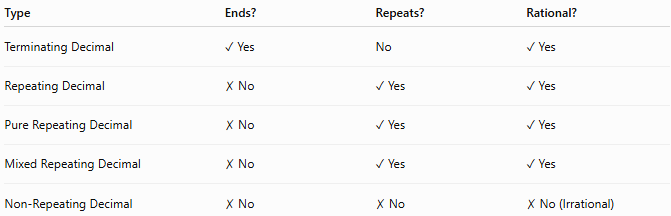 Type Ends? Repeats? Rational?
Terminating Decimal ✓ Yes No ✓ Yes
Repeating Decimal ✗ No ✓ Yes ✓ Yes
Pure Repeating Decimal ✗ No ✓ Yes ✓ Yes
Mixed Repeating Decimal ✗ No ✓ Yes ✓ Yes
Non-Repeating Decimal ✗ No ✗ No ✗ No (Irrational)